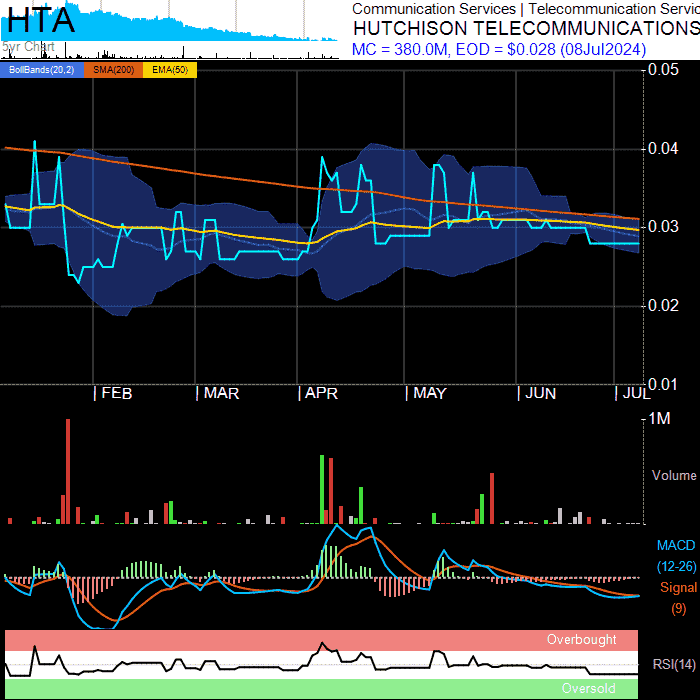 HTA
5yr Chart
Communication Services | Telecommunication Servic
HUTCHISON TELECOMMUNICATIONS
MC = 380.0M, EOD = $0.028 (08Jul2024)
BollBands(20,2) SMA(200) EMA(50)
0.05
0.04
0.03
0.02
0.01
FEB MAR APR MAY JUN JUL
1M
Volume
MACD
(12-26)
Signal
(9)
Overbought
RSI(14)
Oversold